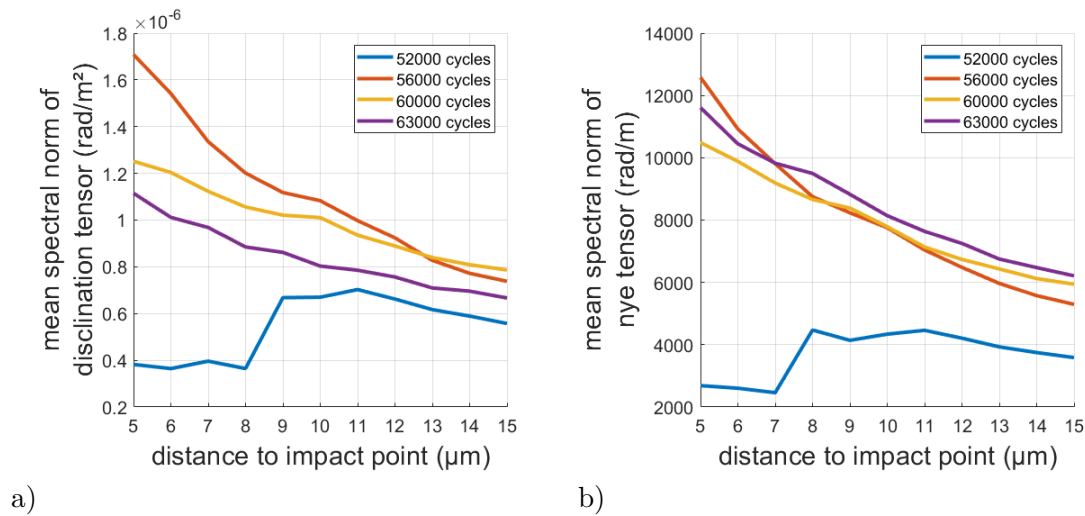 ×10⁻⁶
1.8
1.6
1.4
1.2
1
0.8
0.6
0.4
0.2
mean spectral norm of
disclination tensor (rad/m²)
52000 cycles
56000 cycles
60000 cycles
63000 cycles
5 6 7 8 9 10 11 12 13 14 15
distance to impact point (µm)
a)
14000
12000
10000
8000
6000
4000
2000
mean spectral norm of
nye tensor (rad/m)
52000 cycles
56000 cycles
60000 cycles
63000 cycles
5 6 7 8 9 10 11 12 13 14 15
distance to impact point (µm)
b)